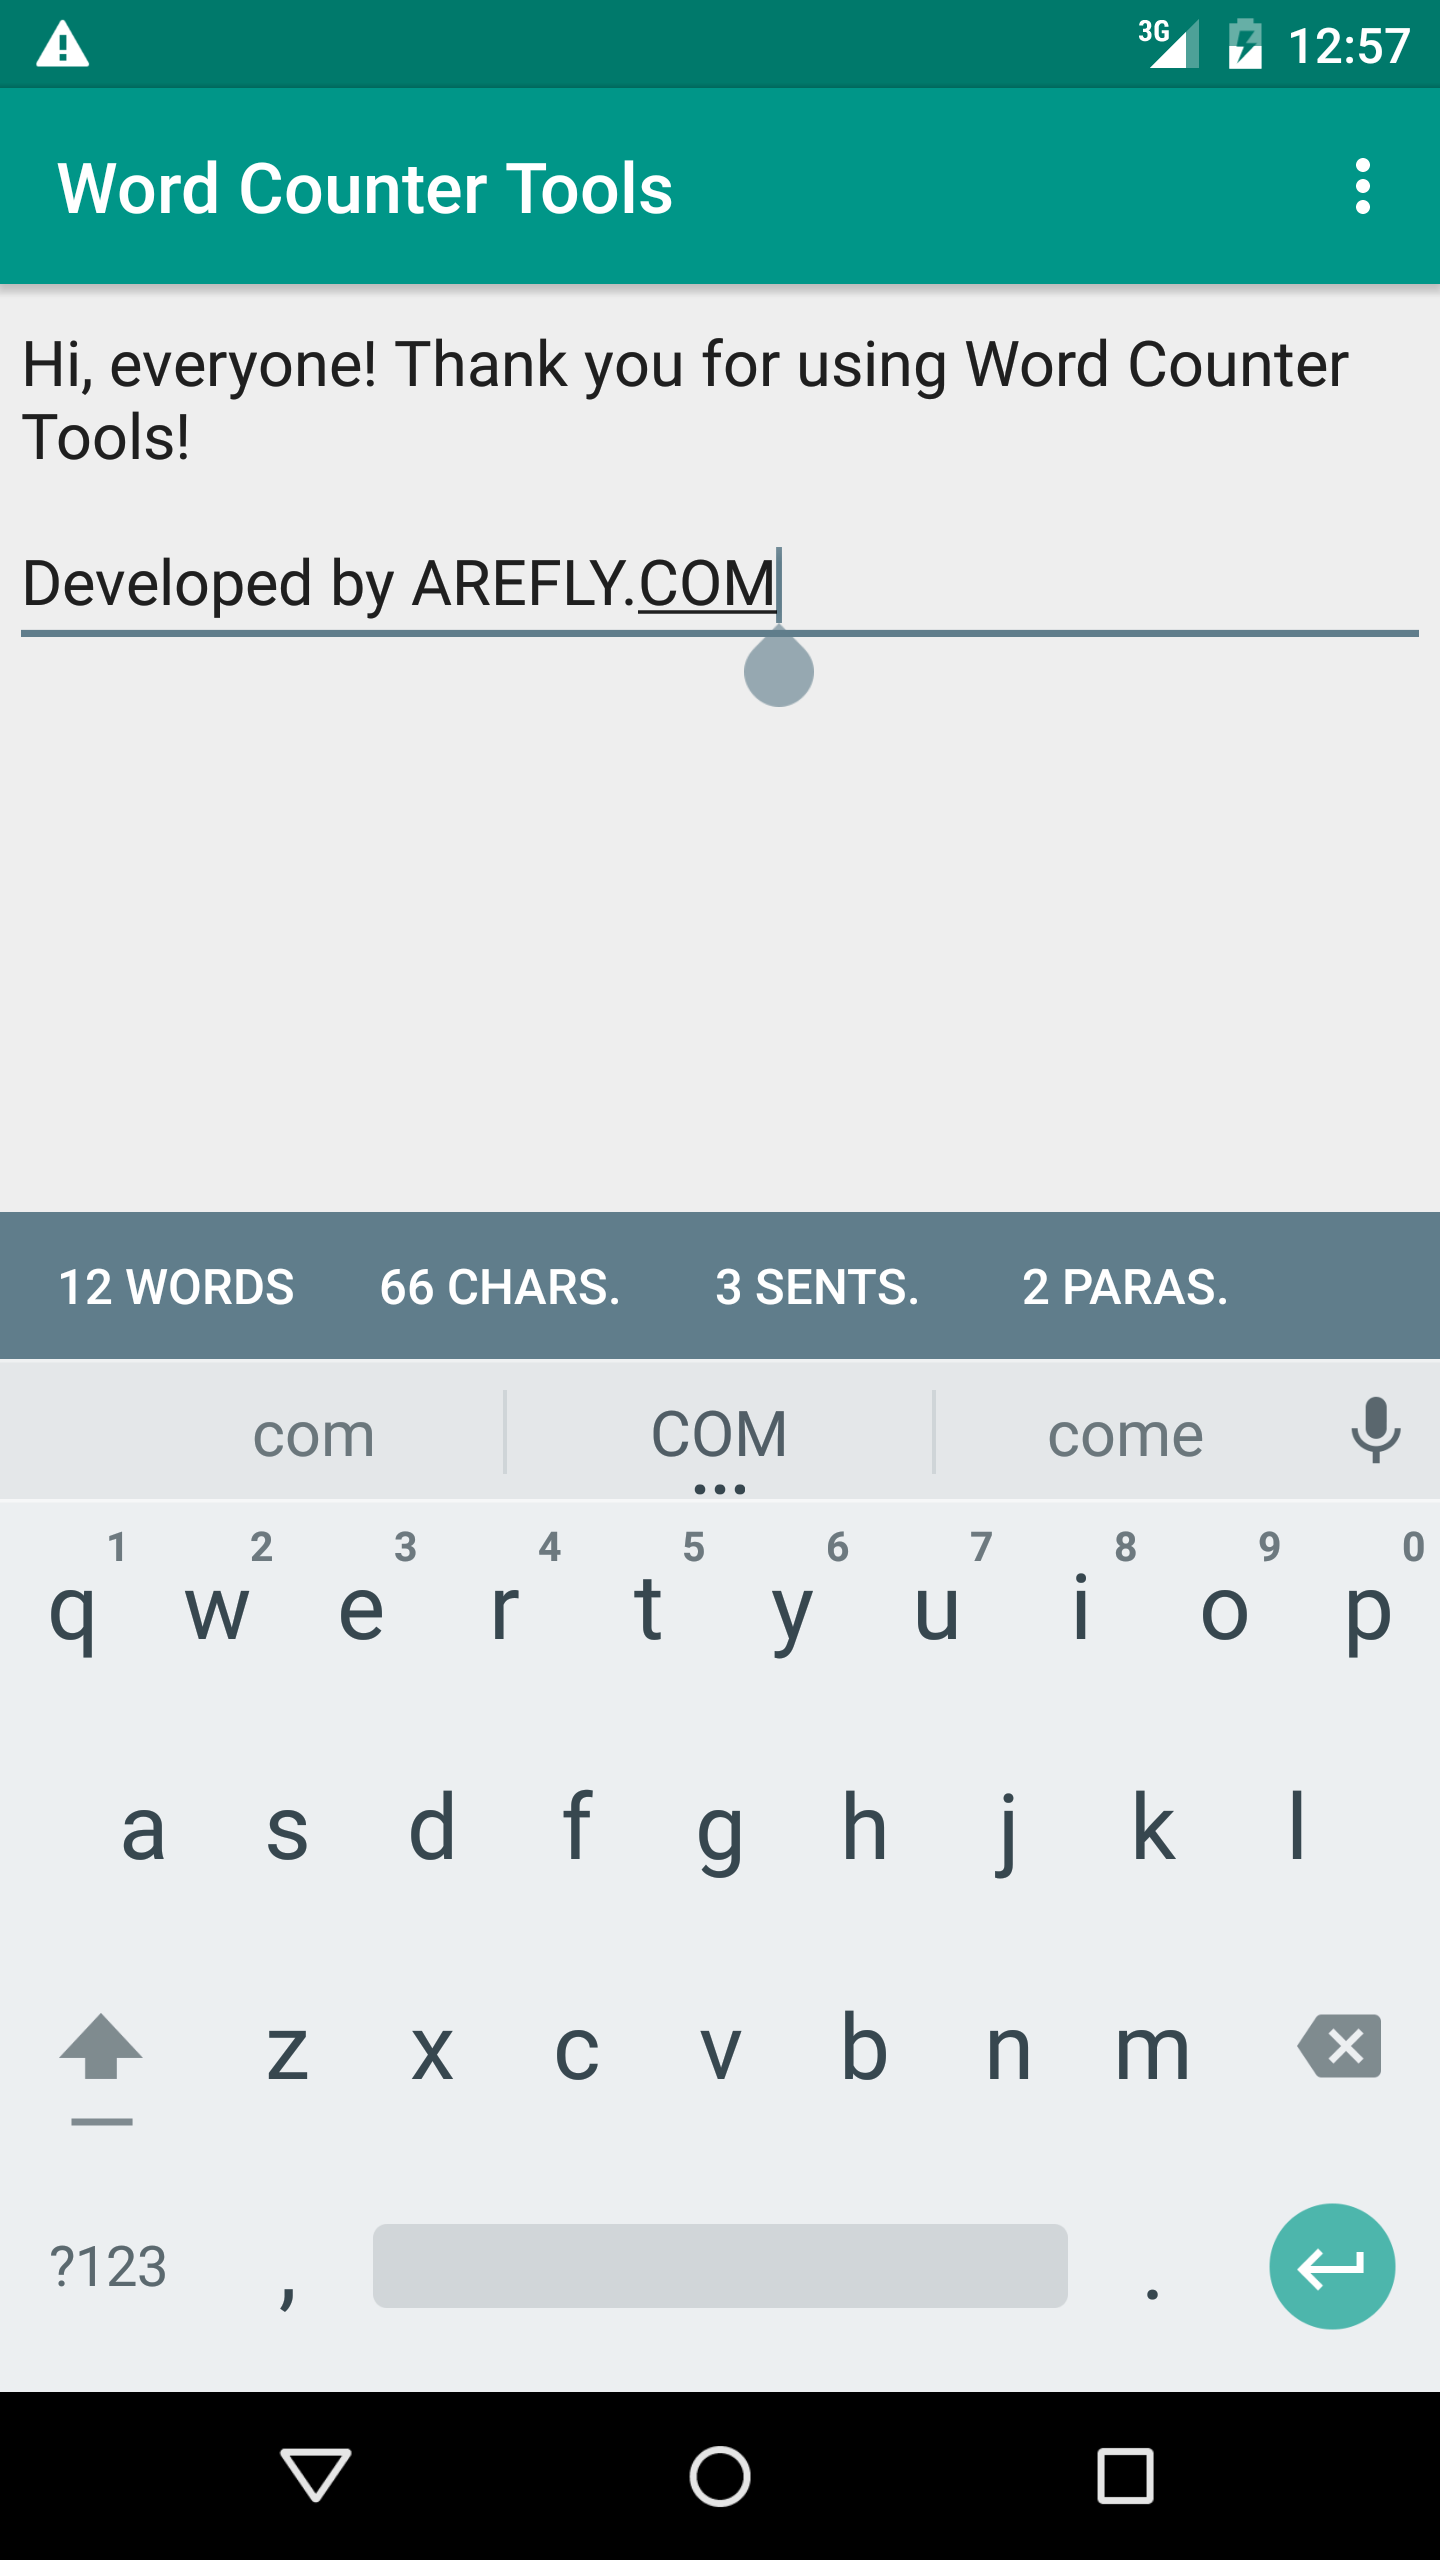 3G 12:57
Word Counter Tools
Hi, everyone! Thank you for using Word Counter
Tools!
Developed by AREFLY.COM
12 WORDS 66 CHARS. 3 SENTS. 2 PARAS.
com COM come
1 2 3 4 5 6 7 8 9 0
q w e r t y u i o p
a s d f g h j k l
z x c v b n m
?123 , .